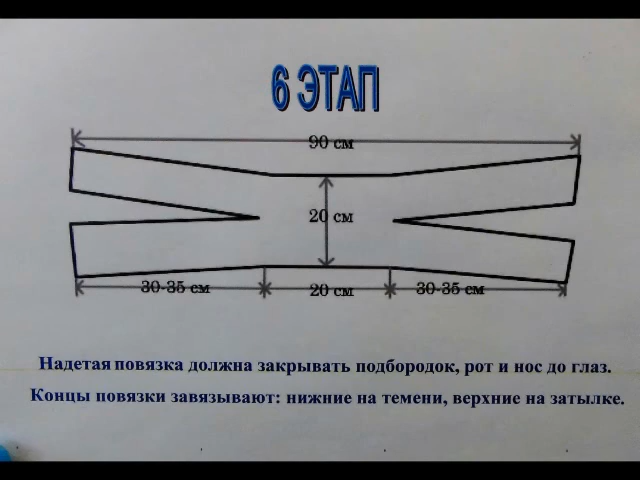 6 ЭТАП
90 см
20 см
30-35 см
20 см
30-35 см
Надетая повязка должна закрывать подбородок, рот и нос до глаз.
Концы повязки завязывают: нижние на темени, верхние на затылке.